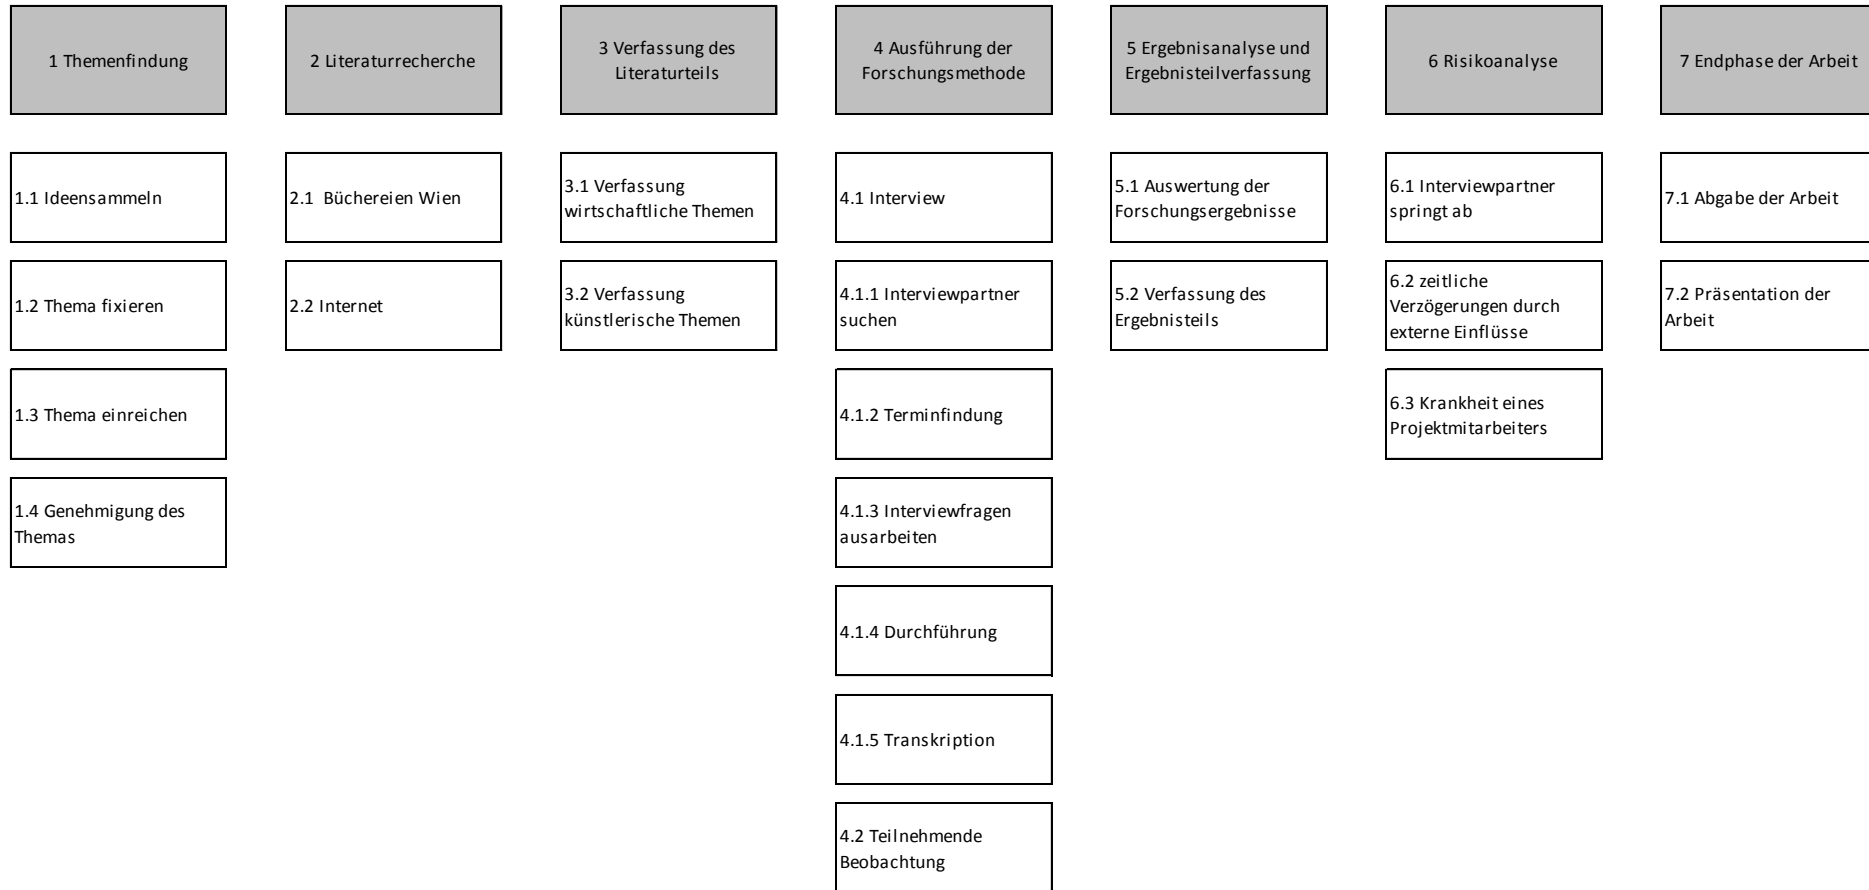 1 Themenfindung
2 Literaturrecherche
3 Verfassung des
Literaturteils
4 Ausführung der
Forschungsmethode
5 Ergebnisanalyse und
Ergebnisteilverfassung
6 Risikoanalyse
7 Endphase der Arbeit
1.1 Ideensammeln
2.1 Büchereien Wien
3.1 Verfassung
wirtschaftliche Themen
4.1 Interview
5.1 Auswertung der
Forschungsergebnisse
6.1 Interviewpartner
springt ab
7.1 Abgabe der Arbeit
1.2 Thema fixieren
2.2 Internet
3.2 Verfassung
künstlerische Themen
4.1.1 Interviewpartner
suchen
5.2 Verfassung des
Ergebnisteils
6.2 zeitliche
Verzögerungen durch
externe Einflüsse
7.2 Präsentation der
Arbeit
1.3 Thema einreichen
4.1.2 Terminfindung
6.3 Krankheit eines
Projektmitarbeiters
1.4 Genehmigung des
Themas
4.1.3 Interviewfragen
ausarbeiten
4.1.4 Durchführung
4.1.5 Transkription
4.2 Teilnehmende
Beobachtung